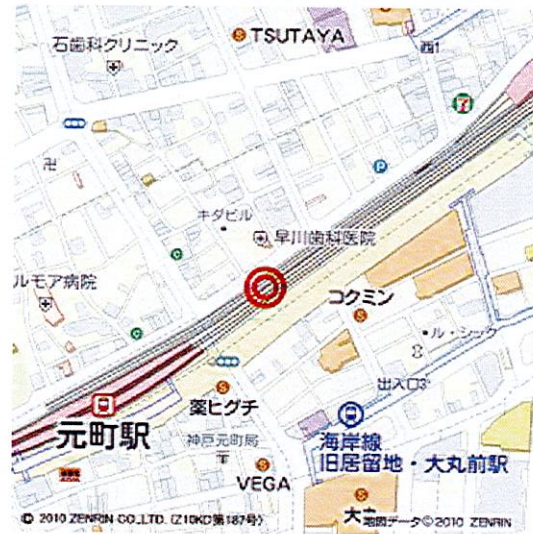 TSUTAYA
石歯科クリニック
西1
7
P
卍
キダビル
早川歯科医院
C
ルモア病院
コクミン
ル・シック
C
出入口3
薬ヒグチ
元町駅
神戸元町局
海岸線
旧居留地・大丸前駅
VEGA
大丸
© 2010 ZENRIN CO.,LTD. (Z10KC第187号)
地図データ© 2010 ZENRIN